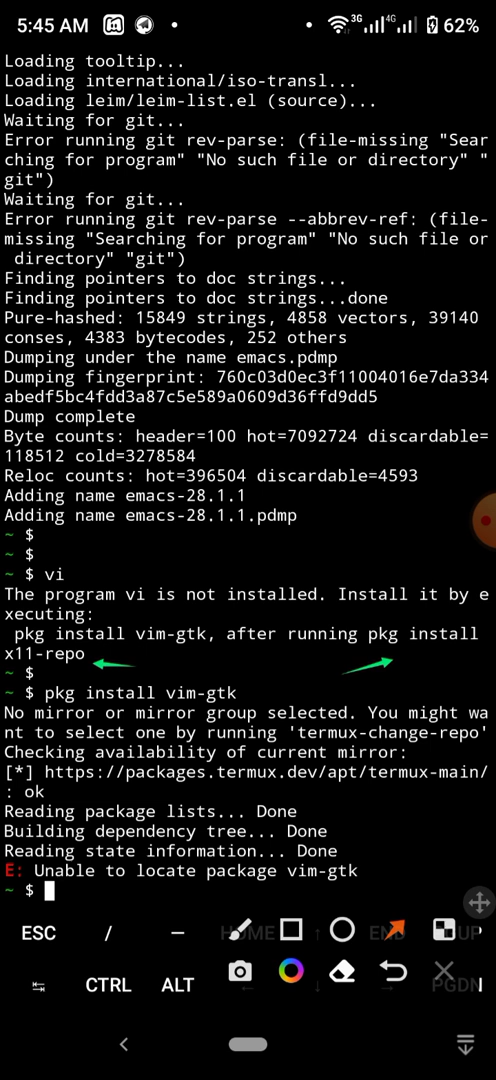 5:45 AM
3G 4G 62%
Loading tooltip...
Loading international/iso-transl...
Loading leim/leim-list.el (source)...
Waiting for git...
Error running git rev-parse: (file-missing "Sear
ching for program" "No such file or directory" "
git")
Waiting for git...
Error running git rev-parse --abbrev-ref: (file-
missing "Searching for program" "No such file or
 directory" "git")
Finding pointers to doc strings...
Finding pointers to doc strings...done
Pure-hashed: 15849 strings, 4858 vectors, 39140
conses, 4383 bytecodes, 252 others
Dumping under the name emacs.pdmp
Dumping fingerprint: 760c03d0ec3f11004016e7da334
abedf5bc4fdd3a87c5e589a0609d36ffd9dd5
Dump complete
Byte counts: header=100 hot=7092724 discardable=
118512 cold=3278584
Reloc counts: hot=396504 discardable=4593
Adding name emacs-28.1.1
Adding name emacs-28.1.1.pdmp
~ $
~ $
~ $ vi
The program vi is not installed. Install it by e
xecuting:
 pkg install vim-gtk, after running pkg install
x11-repo
~ $
~ $ pkg install vim-gtk
No mirror or mirror group selected. You might wa
nt to select one by running 'termux-change-repo'
Checking availability of current mirror:
[*] https://packages.termux.dev/apt/termux-main/
: ok
Reading package lists... Done
Building dependency tree... Done
Reading state information... Done
E: Unable to locate package vim-gtk
~ $
ESC / – HOME ↑ END UP
CTRL ALT ← ↓ PGDN